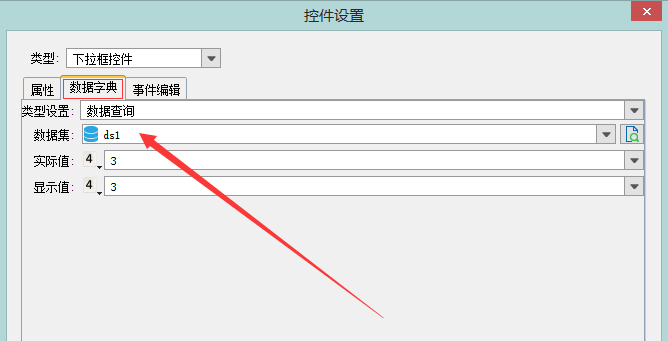 控件设置
类型: 下拉框控件
属性 数据字典 事件编辑
类型设置: 数据查询
数据集: ds1
实际值: 4 3
显示值: 4 3